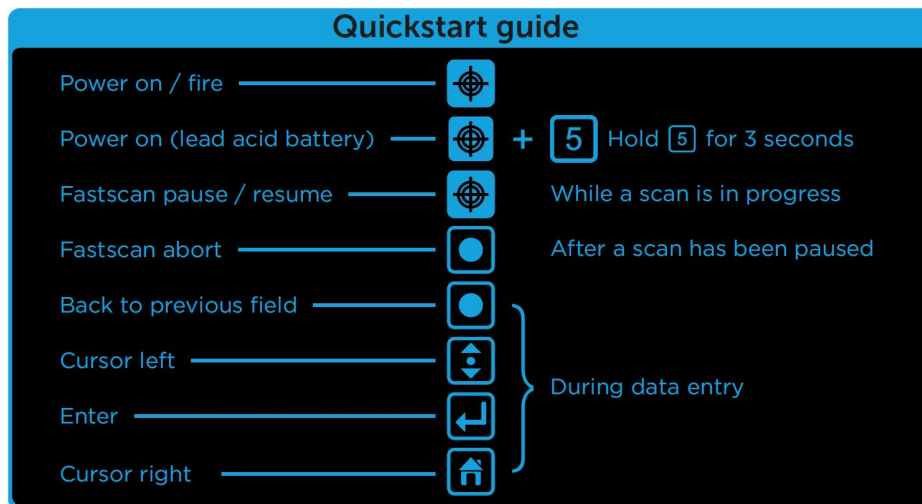 Quickstart guide
Power on / fire
Power on (lead acid battery) + 5 Hold 5 for 3 seconds
Fastscan pause / resume While a scan is in progress
Fastscan abort After a scan has been paused
Back to previous field
Cursor left
During data entry
Enter
Cursor right